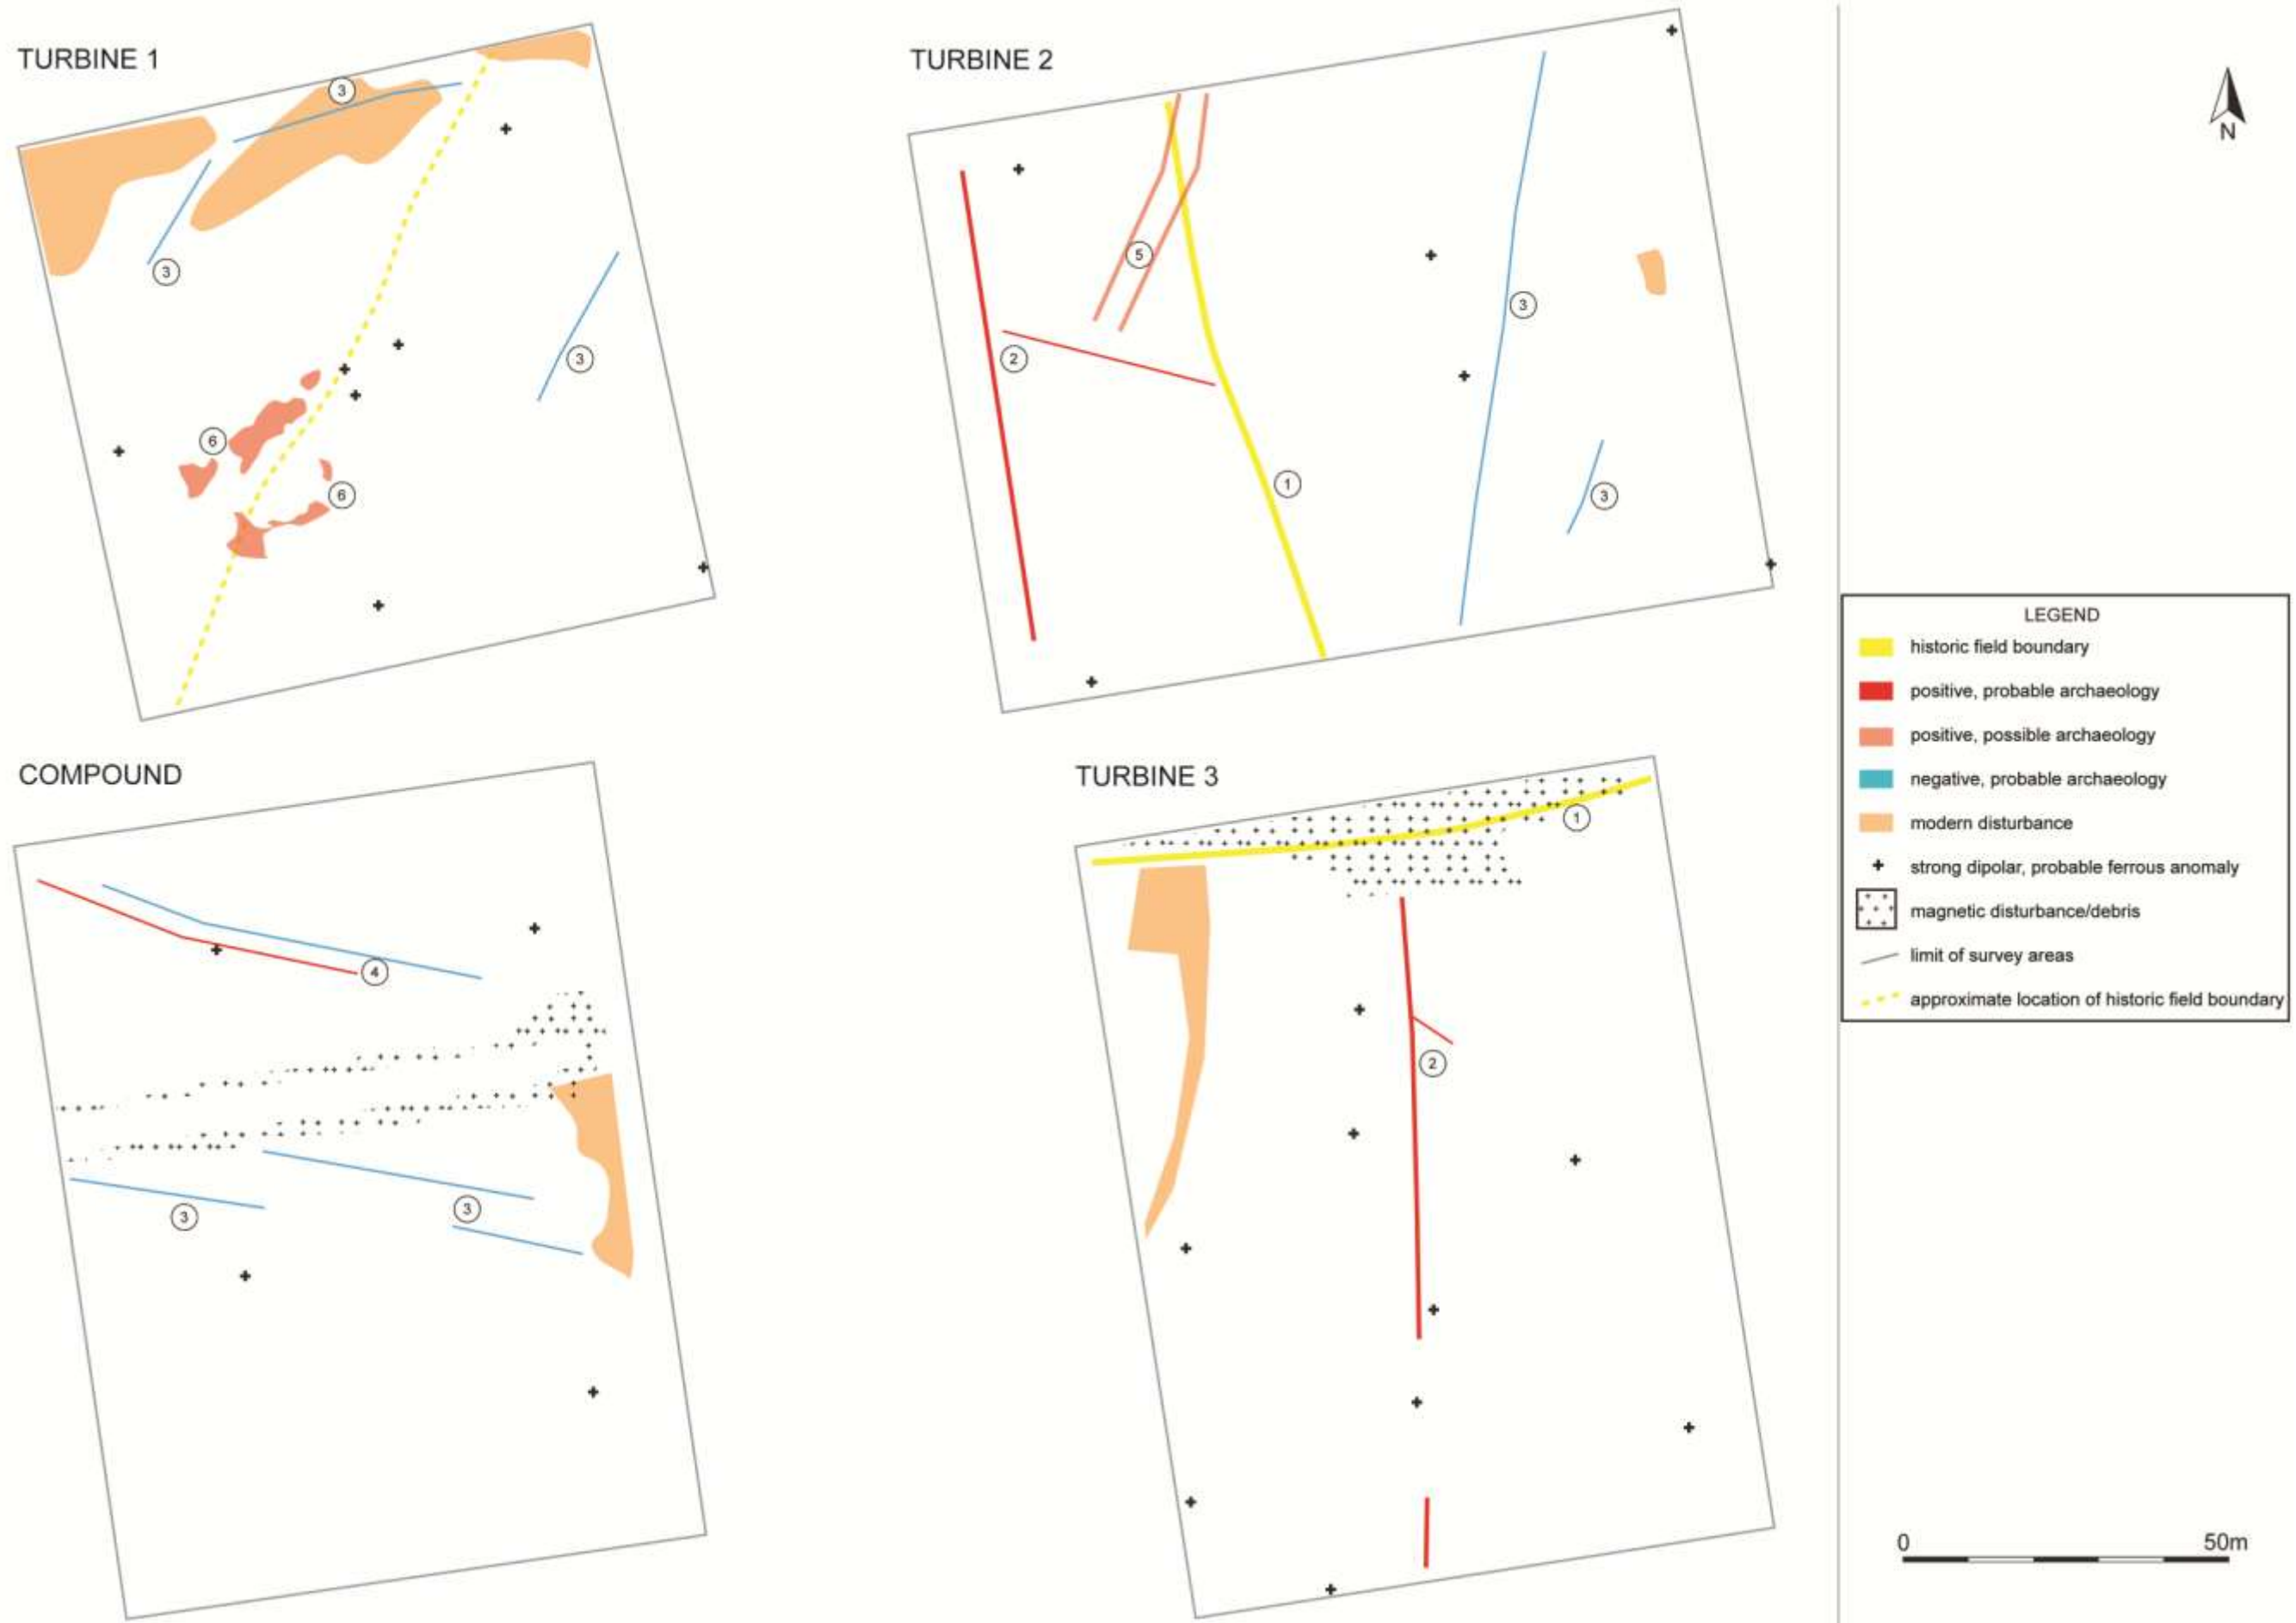 TURBINE 1
3
3
3
6
6
TURBINE 2
5
3
2
1
3
N
COMPOUND
4
3
3
TURBINE 3
1
2
LEGEND
historic field boundary
positive, probable archaeology
positive, possible archaeology
negative, probable archaeology
modern disturbance
strong dipolar, probable ferrous anomaly
magnetic disturbance/debris
limit of survey areas
approximate location of historic field boundary
0 50m